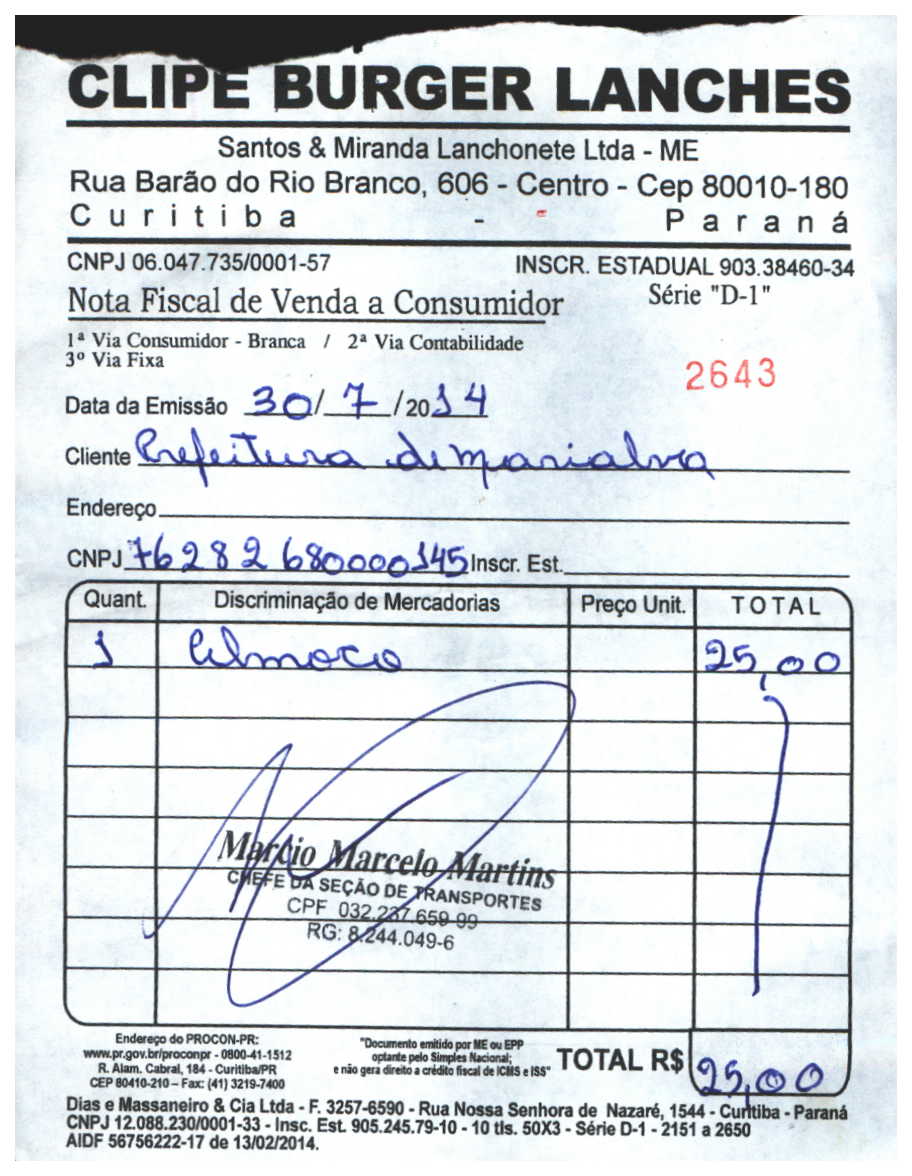 CLIPE BURGER LANCHES
Santos & Miranda Lanchonete Ltda - ME
Rua Barão do Rio Branco, 606 - Centro - Cep 80010-180
Curitiba - Paraná
CNPJ 06.047.735/0001-57 INSCR. ESTADUAL 903.38460-34
Nota Fiscal de Venda a Consumidor Série "D-1"
1ª Via Consumidor - Branca / 2ª Via Contabilidade
3º Via Fixa
2643
Data da Emissão 30/ 7 /2014
Cliente Prefeitura de marialva
Endereço
CNPJ 76282680000145 Inscr. Est.
Quant. Discriminação de Mercadorias Preço Unit. TOTAL
1 Almoço 25,00
Marcio Marcelo Martins
CHEFE DA SEÇÃO DE TRANSPORTES
CPF 032.237.659-99
RG: 8.244.049-6
Endereço do PROCON-PR:
www.pr.gov.br/proconpr - 0800-41-1512
R. Alam. Cabral, 184 - Curitiba/PR
CEP 80410-210 – Fax: (41) 3219-7400
"Documento emitido por ME ou EPP
optante pelo Simples Nacional;
e não gera direito a crédito fiscal de ICMS e ISS"
TOTAL R$ 25,00
Dias e Massaneiro & Cia Ltda - F. 3257-6590 - Rua Nossa Senhora de Nazaré, 1544 - Curitiba - Paraná
CNPJ 12.088.230/0001-33 - Insc. Est. 905.245.79-10 - 10 tls. 50X3 - Série D-1 - 2151 a 2650
AIDF 56756222-17 de 13/02/2014.